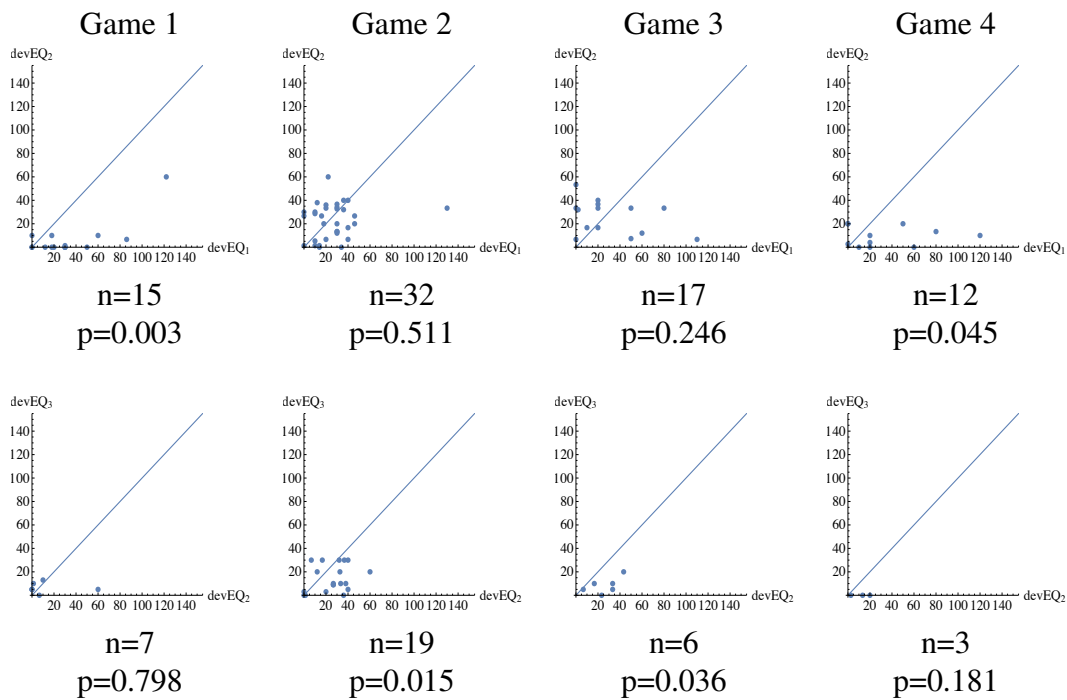 Game 1 Game 2 Game 3 Game 4
devEQ₂ devEQ₂ devEQ₂ devEQ₂
140 140 140 140
120 120 120 120
100 100 100 100
80 80 80 80
60 60 60 60
40 40 40 40
20 20 20 20
20 40 60 80 100 120 140 devEQ₁ 20 40 60 80 100 120 140 devEQ₁ 20 40 60 80 100 120 140 devEQ₁ 20 40 60 80 100 120 140 devEQ₁
n=15 n=32 n=17 n=12
p=0.003 p=0.511 p=0.246 p=0.045
devEQ₃ devEQ₃ devEQ₃ devEQ₃
140 140 140 140
120 120 120 120
100 100 100 100
80 80 80 80
60 60 60 60
40 40 40 40
20 20 20 20
20 40 60 80 100 120 140 devEQ₂ 20 40 60 80 100 120 140 devEQ₂ 20 40 60 80 100 120 140 devEQ₂ 20 40 60 80 100 120 140 devEQ₂
n=7 n=19 n=6 n=3
p=0.798 p=0.015 p=0.036 p=0.181